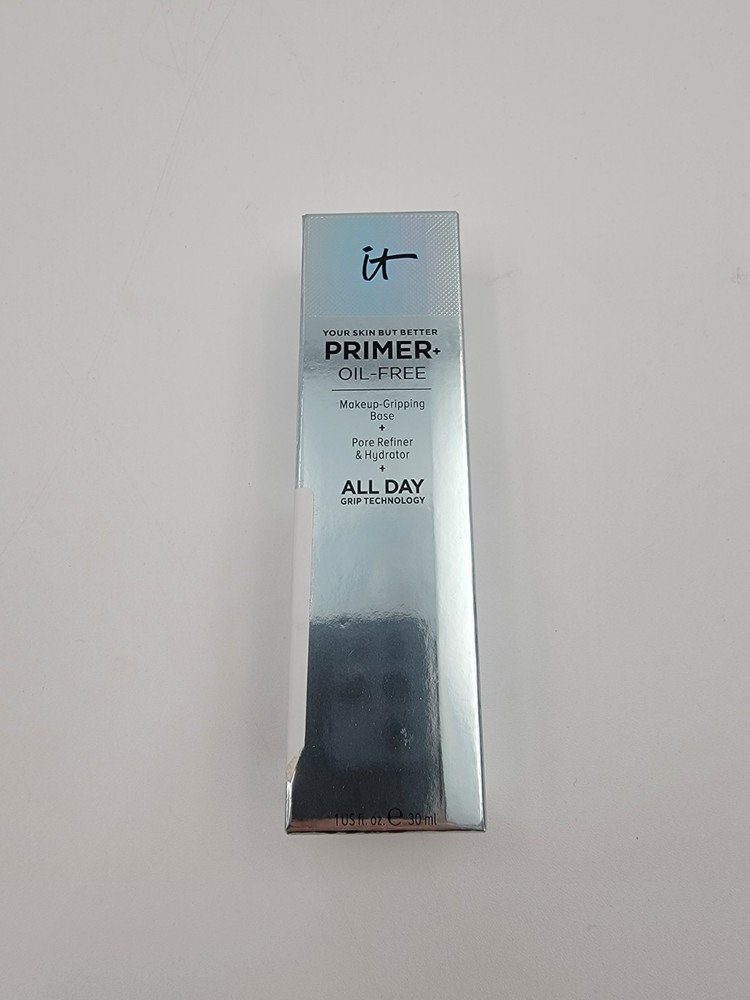 it
YOUR SKIN BUT BETTER
PRIMER+
OIL-FREE
Makeup-Gripping
Base
+
Pore Refiner
& Hydrator
+
ALL DAY
GRIP TECHNOLOGY
1 US fl. oz. ℮ 30 ml